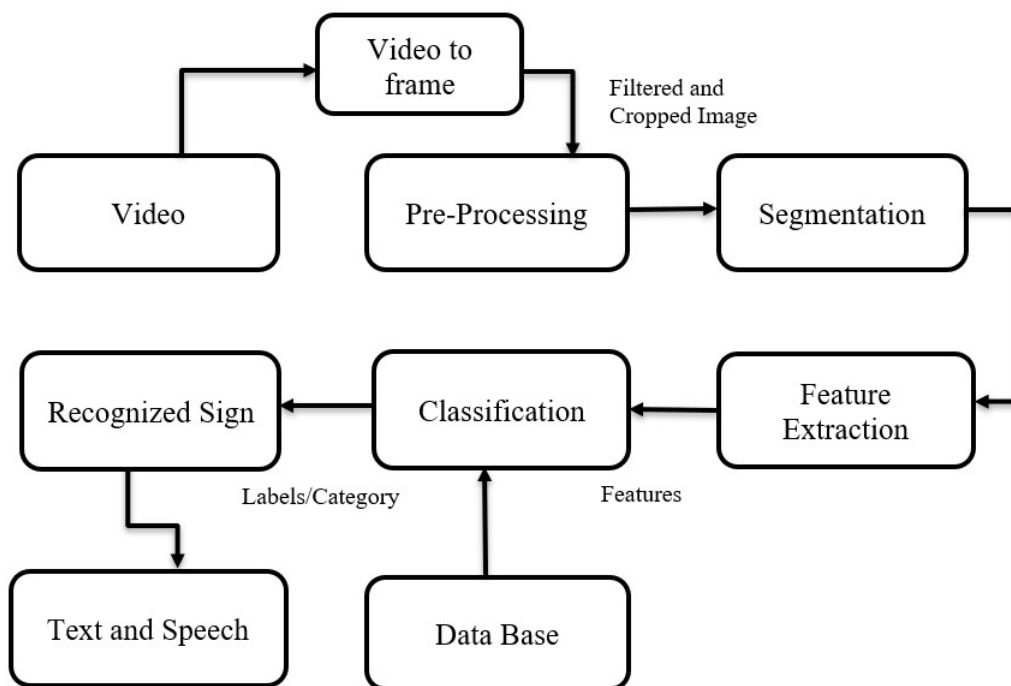 Video to
frame
Filtered and
Cropped Image
Video
Pre-Processing
Segmentation
Recognized Sign
Classification
Feature
Extraction
Labels/Category
Features
Text and Speech
Data Base